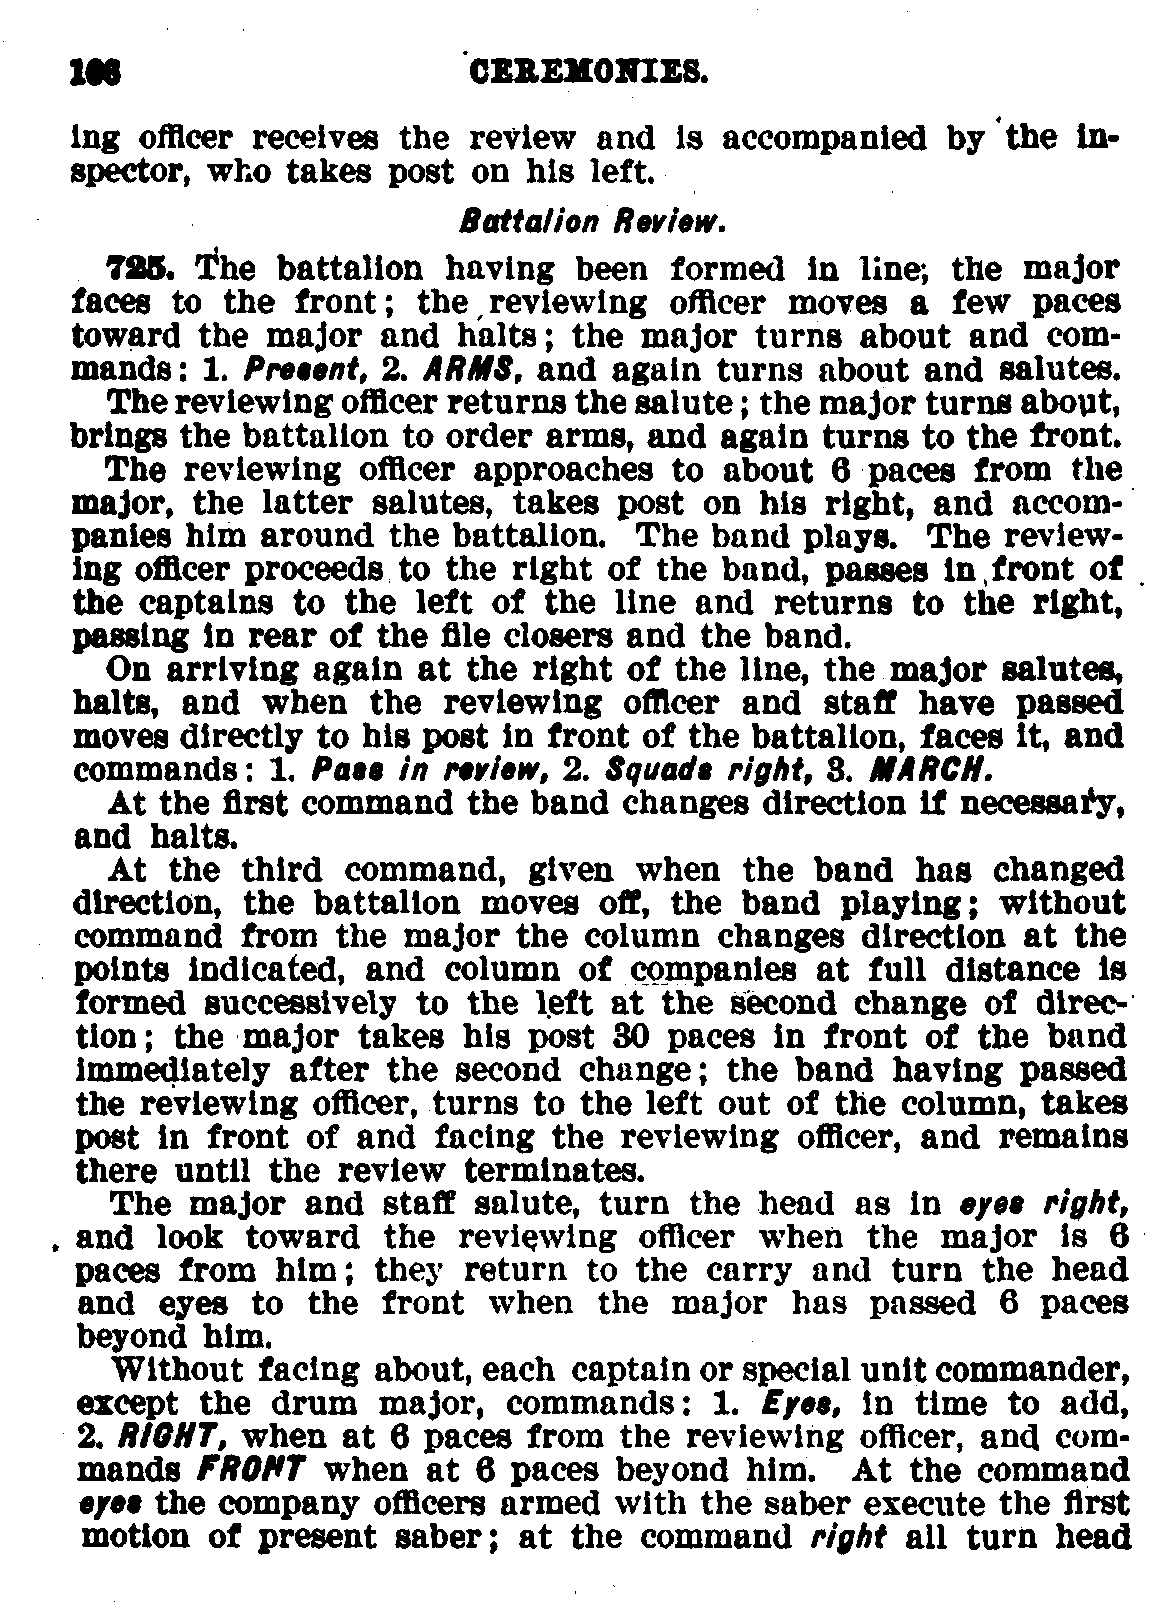 CEREMONIES.
ing officer receives the review and is accompanied by the in-
spector, who takes post on his left.
Battalion Review.
725. The battalion having been formed in line, the major
faces to the front; the reviewing officer moves a few paces
toward the major and halts; the major turns about and com-
mands: 1. Present, 2. ARMS, and again turns about and salutes.
The reviewing officer returns the salute; the major turns about,
brings the battalion to order arms, and again turns to the front.
The reviewing officer approaches to about 6 paces from the
major, the latter salutes, takes post on his right, and accom-
panies him around the battalion. The band plays. The review-
ing officer proceeds to the right of the band, passes in front of
the captains to the left of the line and returns to the right,
passing in rear of the file closers and the band.
On arriving again at the right of the line, the major salutes,
halts, and when the reviewing officer and staff have passed
moves directly to his post in front of the battalion, faces it, and
commands: 1. Pass in review, 2. Squads right, 3. MARCH.
At the first command the band changes direction if necessary,
and halts.
At the third command, given when the band has changed
direction, the battalion moves off, the band playing; without
command from the major the column changes direction at the
points indicated, and column of companies at full distance is
formed successively to the left at the second change of direc-
tion; the major takes his post 30 paces in front of the band
immediately after the second change; the band having passed
the reviewing officer, turns to the left out of the column, takes
post in front of and facing the reviewing officer, and remains
there until the review terminates.
The major and staff salute, turn the head as in eyes right,
and look toward the reviewing officer when the major is 6
paces from him; they return to the carry and turn the head
and eyes to the front when the major has passed 6 paces
beyond him.
Without facing about, each captain or special unit commander,
except the drum major, commands: 1. Eyes, in time to add,
2. RIGHT, when at 6 paces from the reviewing officer, and com-
mands FRONT when at 6 paces beyond him. At the command
eyes the company officers armed with the saber execute the first
motion of present saber; at the command right all turn head